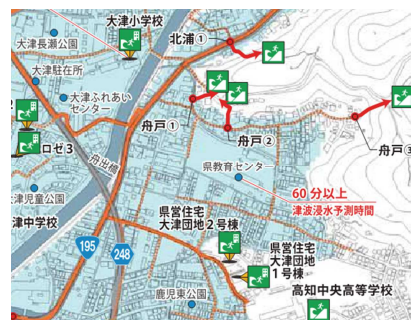 大津小学校
北浦①
大津長瀬公園
大津駐在所
大津ふれあい
センター
舟戸①
舟戸②
舟戸③
ロゼ3
舟出橋
県教育センター
60分以上
津波浸水予測時間
津児童公園
津中学校
県営住宅
大津団地2号棟
県営住宅
大津団地
1号棟
195
248
鹿児東公園
高知中央高等学校